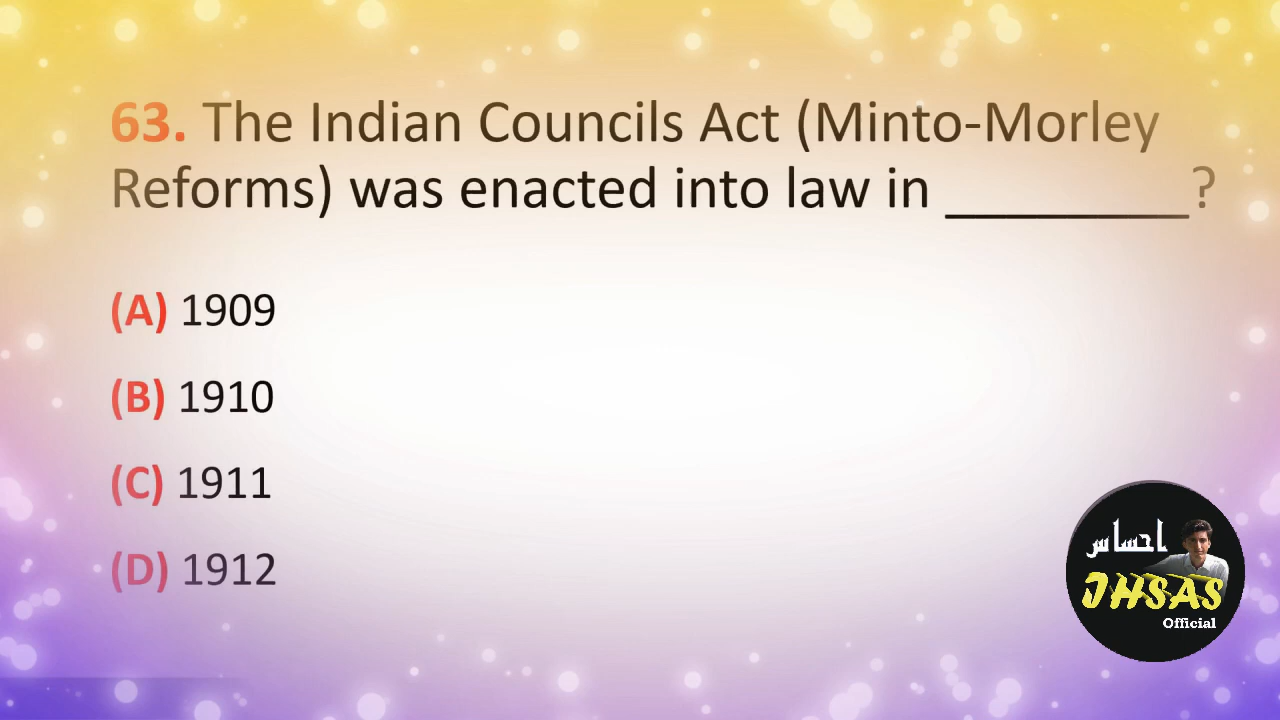 63. The Indian Councils Act (Minto-Morley
Reforms) was enacted into law in _________?
(A) 1909
(B) 1910
(C) 1911
(D) 1912
احساس
IHSAS
Official